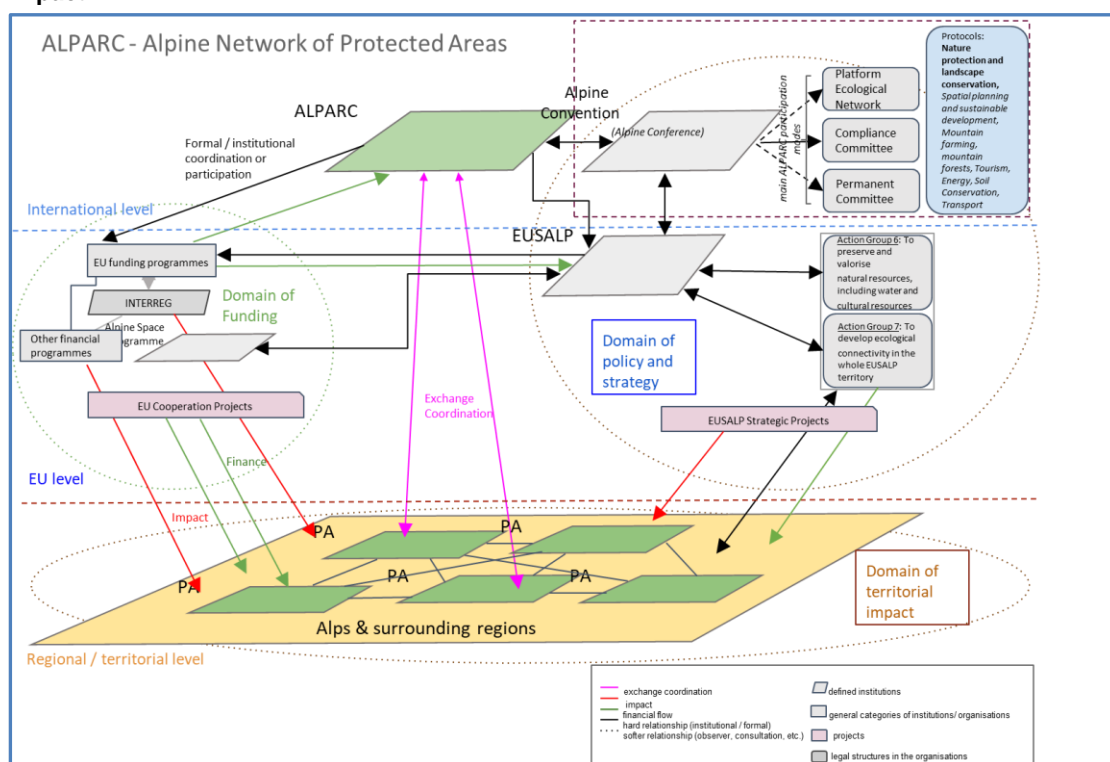 ALPARC - Alpine Network of Protected Areas
ALPARC
Formal / institutional
coordination or
participation
International level
Alpine
Convention
(Alpine Conference)
main ALPARC participation
modes
Platform
Ecological
Network
Compliance
Committee
Permanent
Committee
Protocols:
Nature
protection and
landscape
conservation,
Spatial planning
and sustainable
development,
Mountain
farming,
mountain
forests, Tourism,
Energy, Soil
Conservation,
Transport
EUSALP
EU funding programmes
INTERREG
Domain of
Funding
Alpine Space
Other financial
programmes
EU Cooperation Projects
Exchange
Coordination
Domain of
policy and
strategy
Action Group 6: To
preserve and
valorise
natural resources,
including water and
cultural resources
Action Group 7: To
develop ecological
connectivity in the
whole EUSALP
territory
EUSALP Strategic Projects
Finance
EU level
Impact
PA
PA
PA
PA
Alps & surrounding regions
Domain of
territorial
impact
Regional / territorial level
exchange coordination
impact
financial flow
hard relationship (institutional / formal)
softer relationship (observer, consultation, etc.)
defined institutions
general categories of institutions/ organisations
projects
legal structures in the organisations